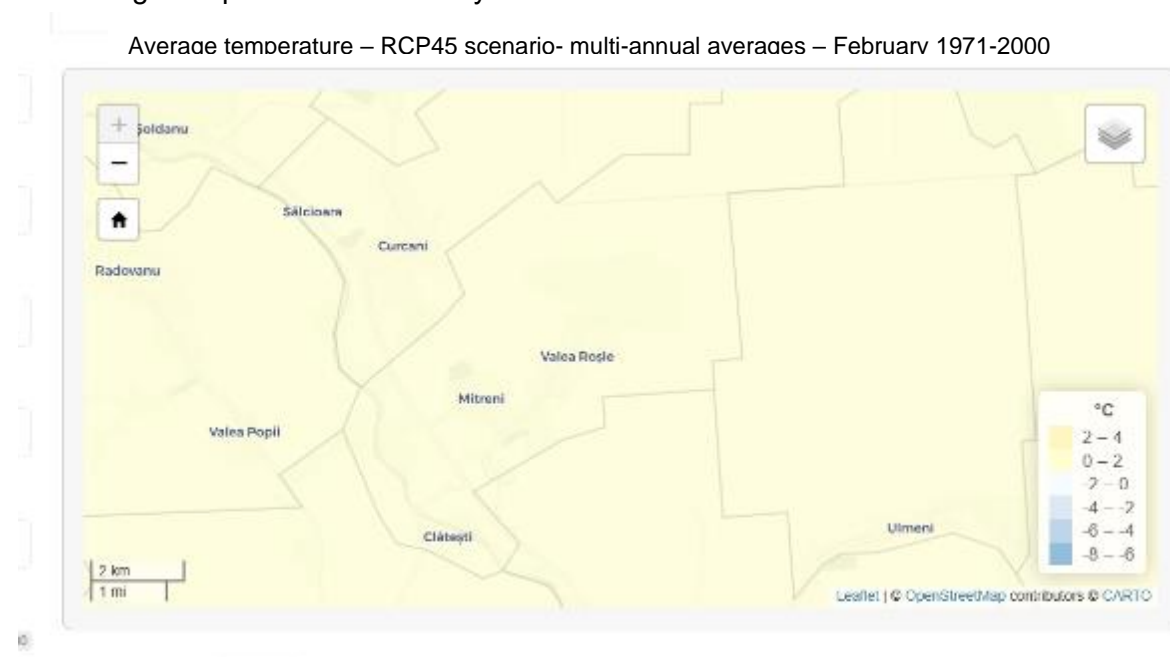 Average temperature – RCP45 scenario- multi-annual averages – February 1971-2000
+
Șoldanu
−
Sălcioara
Curcani
Radovanu
Valea Roșie
Mitreni
Valea Popii
Clătești
Ulmeni
°C
2 – 4
0 – 2
-2 – 0
-4 – -2
-6 – -4
-8 – -6
2 km
1 mi
Leaflet | © OpenStreetMap contributors © CARTO